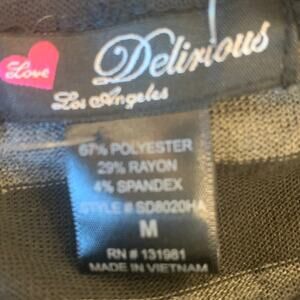 Love
Delirious
Los Angeles
67% POLYESTER
29% RAYON
4% SPANDEX
STYLE # SD8020HA
M
RN # 131981
MADE IN VIETNAM